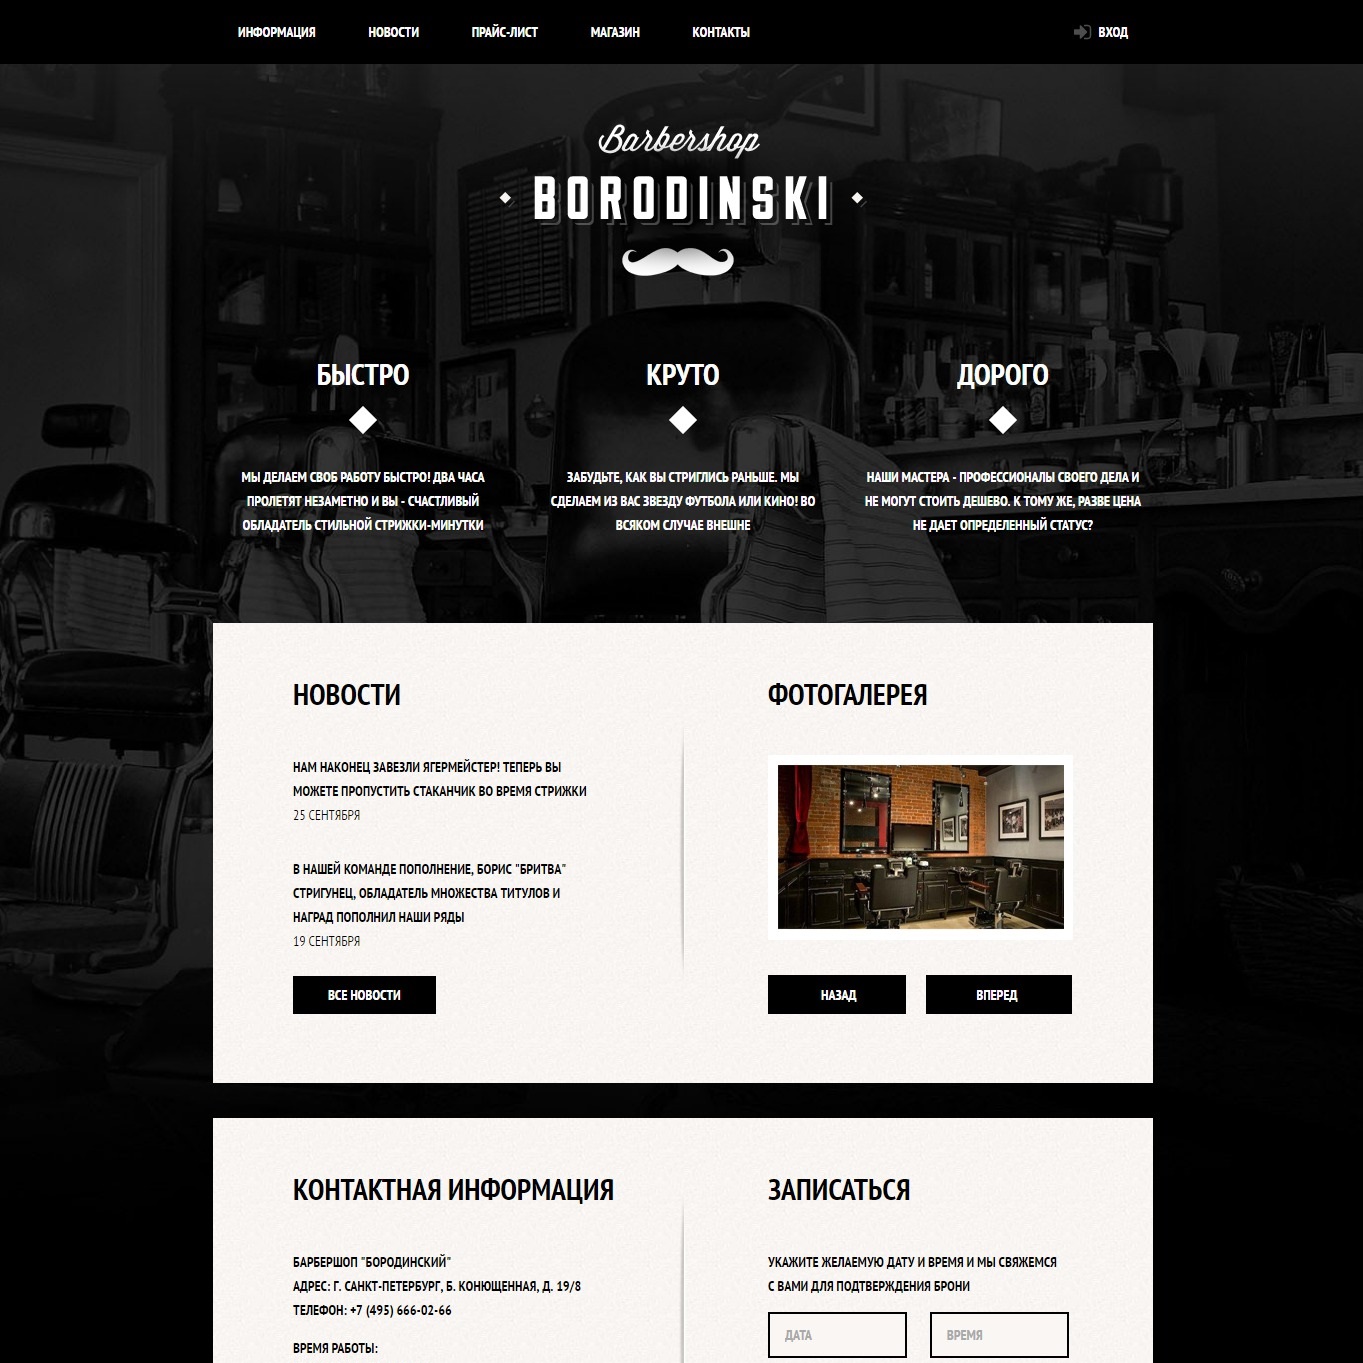 ИНФОРМАЦИЯ НОВОСТИ ПРАЙС-ЛИСТ МАГАЗИН КОНТАКТЫ ВХОД
Barbershop
BORODINSKI
БЫСТРО
МЫ ДЕЛАЕМ СВОБ РАБОТУ БЫСТРО! ДВА ЧАСА
ПРОЛЕТЯТ НЕЗАМЕТНО И ВЫ - СЧАСТЛИВЫЙ
ОБЛАДАТЕЛЬ СТИЛЬНОЙ СТРИЖКИ-МИНУТКИ
КРУТО
ЗАБУДЬТЕ, КАК ВЫ СТРИГЛИСЬ РАНЬШЕ. МЫ
СДЕЛАЕМ ИЗ ВАС ЗВЕЗДУ ФУТБОЛА ИЛИ КИНО! ВО
ВСЯКОМ СЛУЧАЕ ВНЕШНЕ
ДОРОГО
НАШИ МАСТЕРА - ПРОФЕССИОНАЛЫ СВОЕГО ДЕЛА И
НЕ МОГУТ СТОИТЬ ДЕШЕВО. К ТОМУ ЖЕ, РАЗВЕ ЦЕНА
НЕ ДАЕТ ОПРЕДЕЛЕННЫЙ СТАТУС?
НОВОСТИ
НАМ НАКОНЕЦ ЗАВЕЗЛИ ЯГЕРМЕЙСТЕР! ТЕПЕРЬ ВЫ
МОЖЕТЕ ПРОПУСТИТЬ СТАКАНЧИК ВО ВРЕМЯ СТРИЖКИ
25 СЕНТЯБРЯ
В НАШЕЙ КОМАНДЕ ПОПОЛНЕНИЕ, БОРИС "БРИТВА"
СТРИГУНЕЦ, ОБЛАДАТЕЛЬ МНОЖЕСТВА ТИТУЛОВ И
НАГРАД ПОПОЛНИЛ НАШИ РЯДЫ
19 СЕНТЯБРЯ
ВСЕ НОВОСТИ
ФОТОГАЛЕРЕЯ
НАЗАД ВПЕРЕД
КОНТАКТНАЯ ИНФОРМАЦИЯ
БАРБЕРШОП "БОРОДИНСКИЙ"
АДРЕС: Г. САНКТ-ПЕТЕРБУРГ, Б. КОНЮЩЕННАЯ, Д. 19/8
ТЕЛЕФОН: +7 (495) 666-02-66
ВРЕМЯ РАБОТЫ:
ЗАПИСАТЬСЯ
УКАЖИТЕ ЖЕЛАЕМУЮ ДАТУ И ВРЕМЯ И МЫ СВЯЖЕМСЯ
С ВАМИ ДЛЯ ПОДТВЕРЖДЕНИЯ БРОНИ
ДАТА ВРЕМЯ